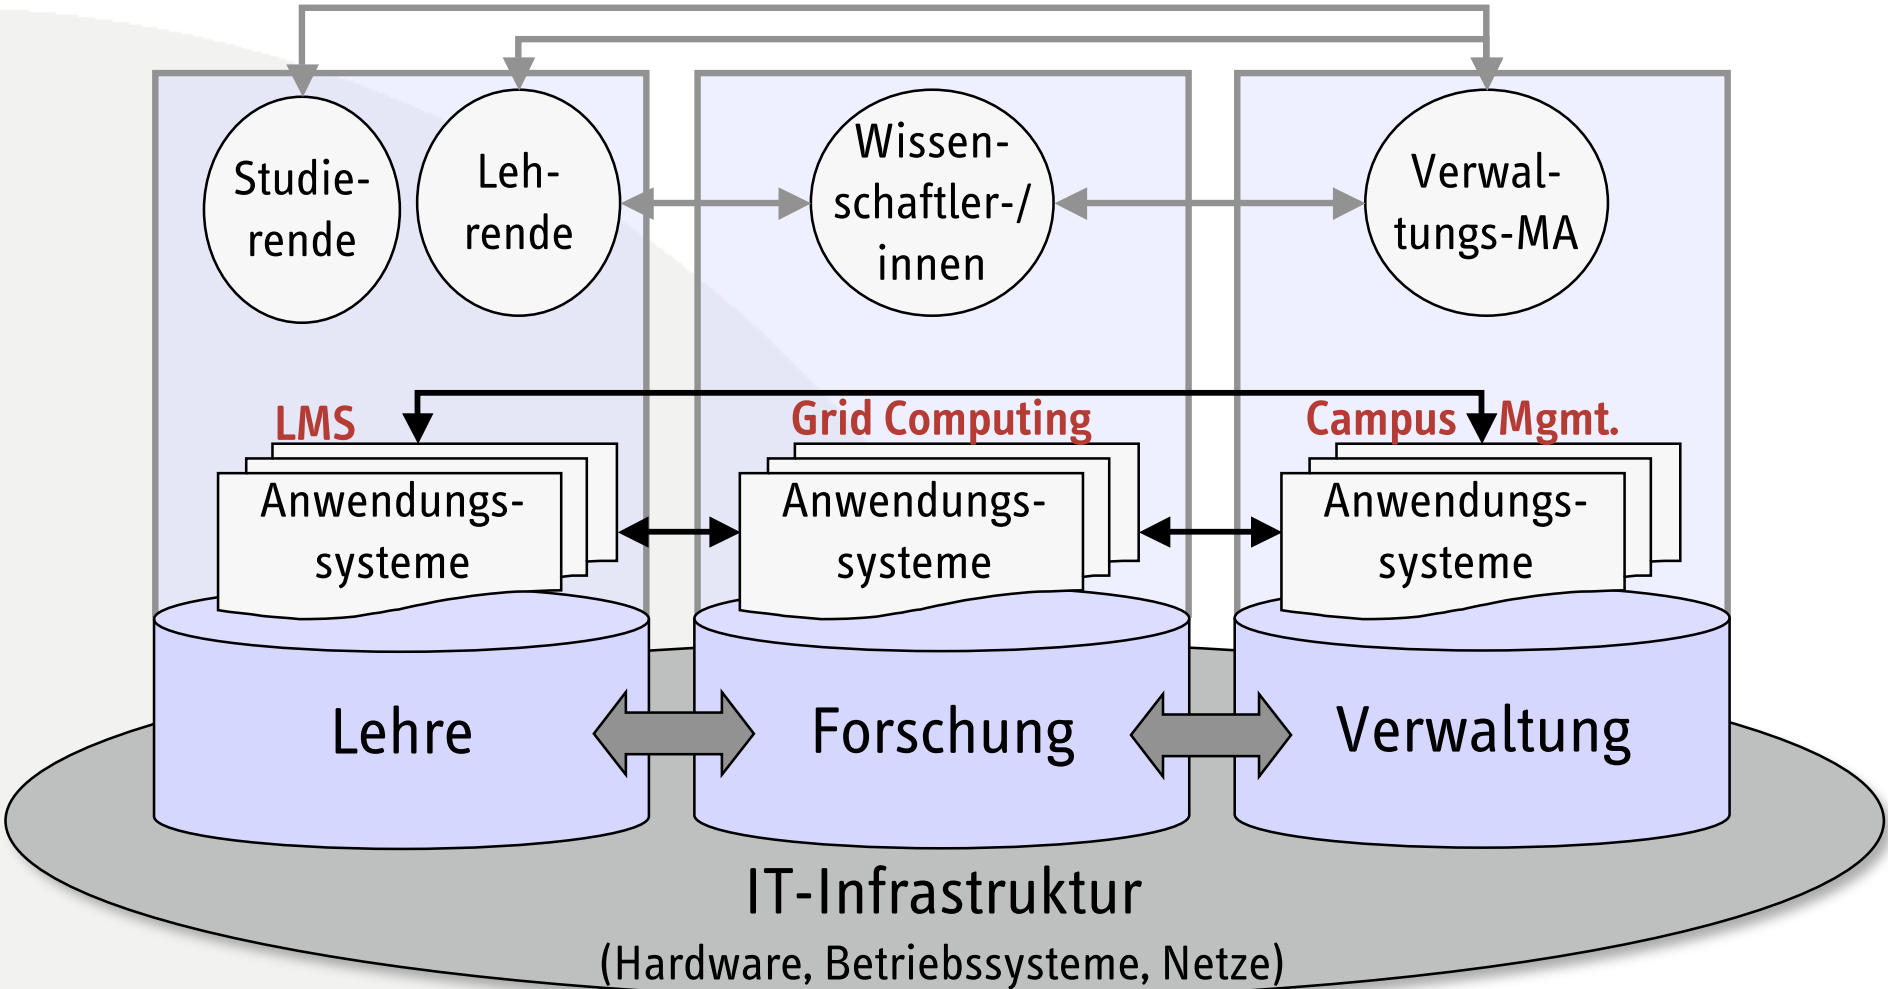 Studie-
rende
Leh-
rende
Wissen-
schaftler-/
innen
Verwal-
tungs-MA
LMS
Grid Computing
Campus Mgmt.
Anwendungs-
systeme
Anwendungs-
systeme
Anwendungs-
systeme
Lehre
Forschung
Verwaltung
IT-Infrastruktur
(Hardware, Betriebssysteme, Netze)